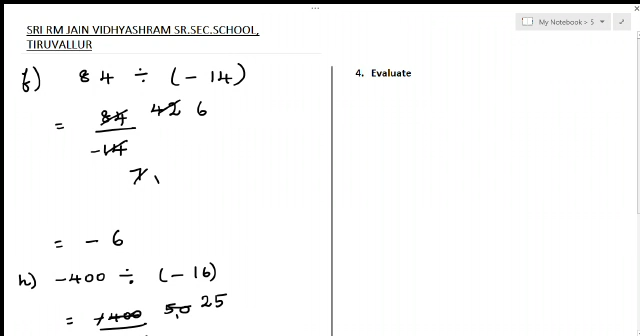 SRI RM JAIN VIDHYASHRAM SR.SEC.SCHOOL,
TIRUVALLUR
My Notebook > 5
f) 84 ÷ (-14)
= 84 42 6
-14
7 1
= - 6
h) -400 ÷ (-16)
= -400 50 25
4. Evaluate